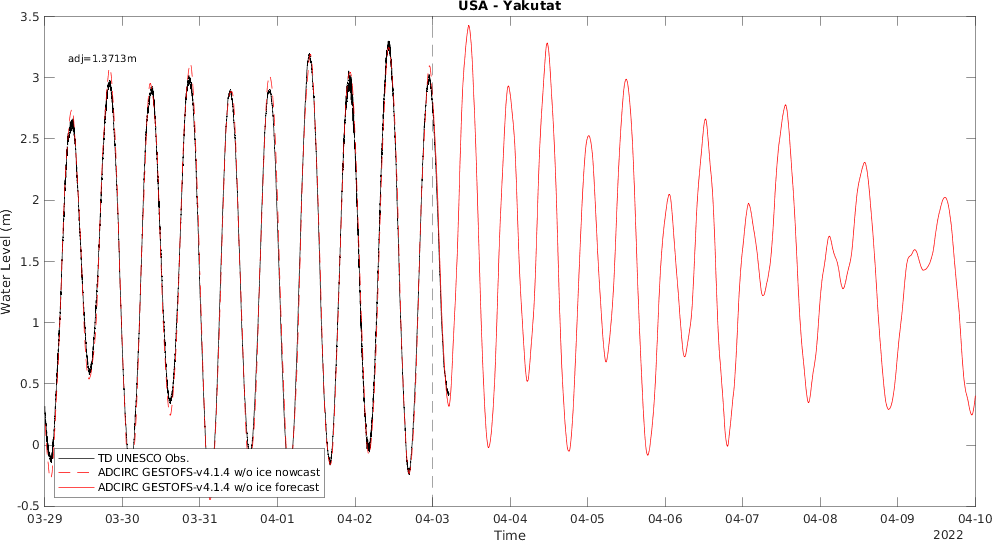 USA - Yakutat
adj=1.3713m
Water Level (m)
3.5
3
2.5
2
1.5
1
0.5
0
-0.5
TD UNESCO Obs.
ADCIRC GESTOFS-v4.1.4 w/o ice nowcast
ADCIRC GESTOFS-v4.1.4 w/o ice forecast
03-29 03-30 03-31 04-01 04-02 04-03 04-04 04-05 04-06 04-07 04-08 04-09 04-10
Time
2022